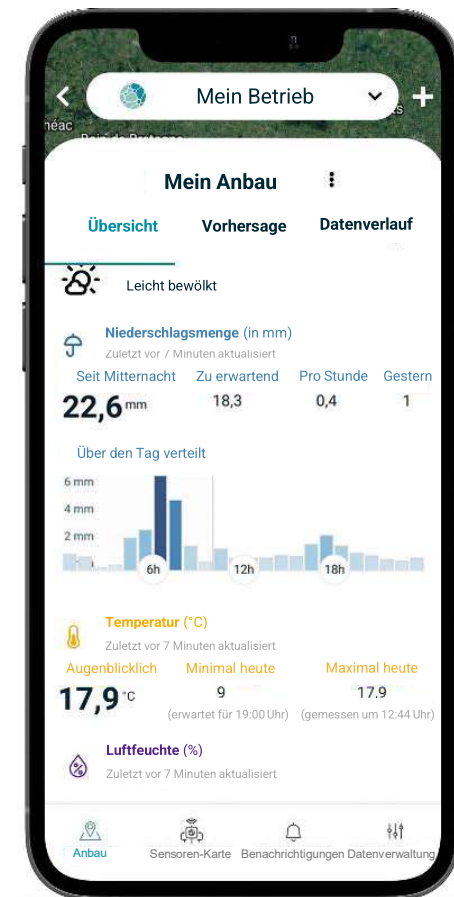 Mein Betrieb
Mein Anbau
Übersicht Vorhersage Datenverlauf
Leicht bewölkt
Niederschlagsmenge (in mm)
Zuletzt vor 7 Minuten aktualisiert
Seit Mitternacht Zu erwartend Pro Stunde Gestern
22,6 mm 18,3 0,4 1
Über den Tag verteilt
6 mm
4 mm
2 mm
6h 12h 18h
Temperatur (°C)
Zuletzt vor 7 Minuten aktualisiert
Augenblicklich Minimal heute Maximal heute
17,9 °C 9 17.9
(erwartet für 19:00 Uhr) (gemessen um 12:44 Uhr)
Luftfeuchte (%)
Zuletzt vor 7 Minuten aktualisiert
Anbau Sensoren-Karte Benachrichtigungen Datenverwaltung